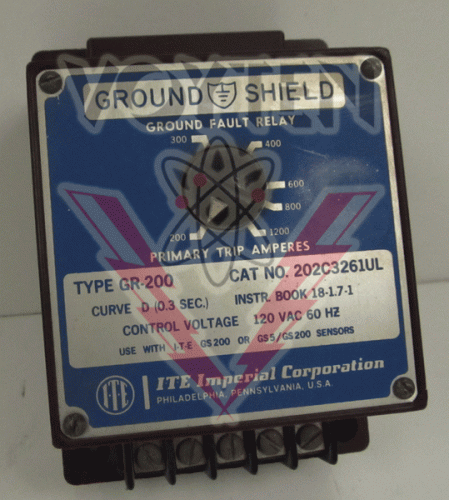 VOYTEN
GROUND SHIELD
GROUND FAULT RELAY
300 400
600
800
200 1200
PRIMARY TRIP AMPERES
TYPE GR-200 CAT NO. 202C3261UL
CURVE D (0.3 SEC.) INSTR. BOOK 18-1.7-1
CONTROL VOLTAGE 120 VAC 60 HZ
USE WITH I-T-E GS200 OR GS5/GS200 SENSORS
ITE ITE Imperial Corporation
PHILADELPHIA, PENNSYLVANIA, U.S.A.